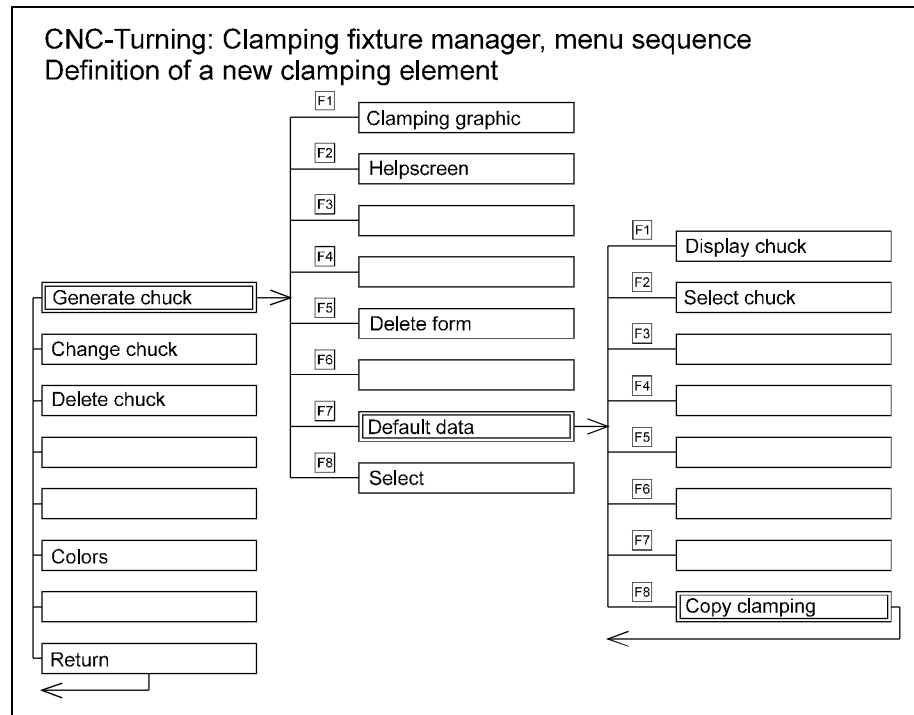 CNC-Turning: Clamping fixture manager, menu sequence
Definition of a new clamping element
Generate chuck
Change chuck
Delete chuck
Colors
Return
F1
Clamping graphic
F2
Helpscreen
F3
F4
F5
Delete form
F6
F7
Default data
F8
Select
F1
Display chuck
F2
Select chuck
F3
F4
F5
F6
F7
F8
Copy clamping